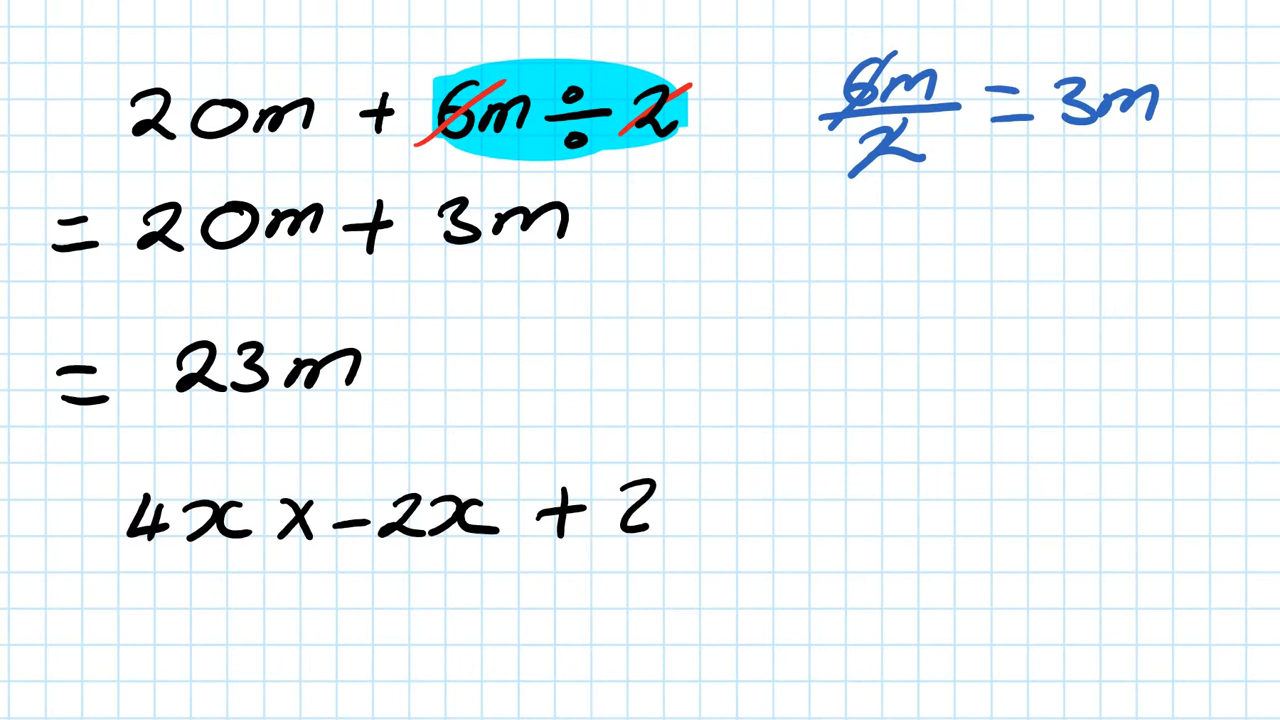 20m + 6m ÷ 2
6m/2 = 3m
= 20m + 3m
= 23m
4x × -2x + 2